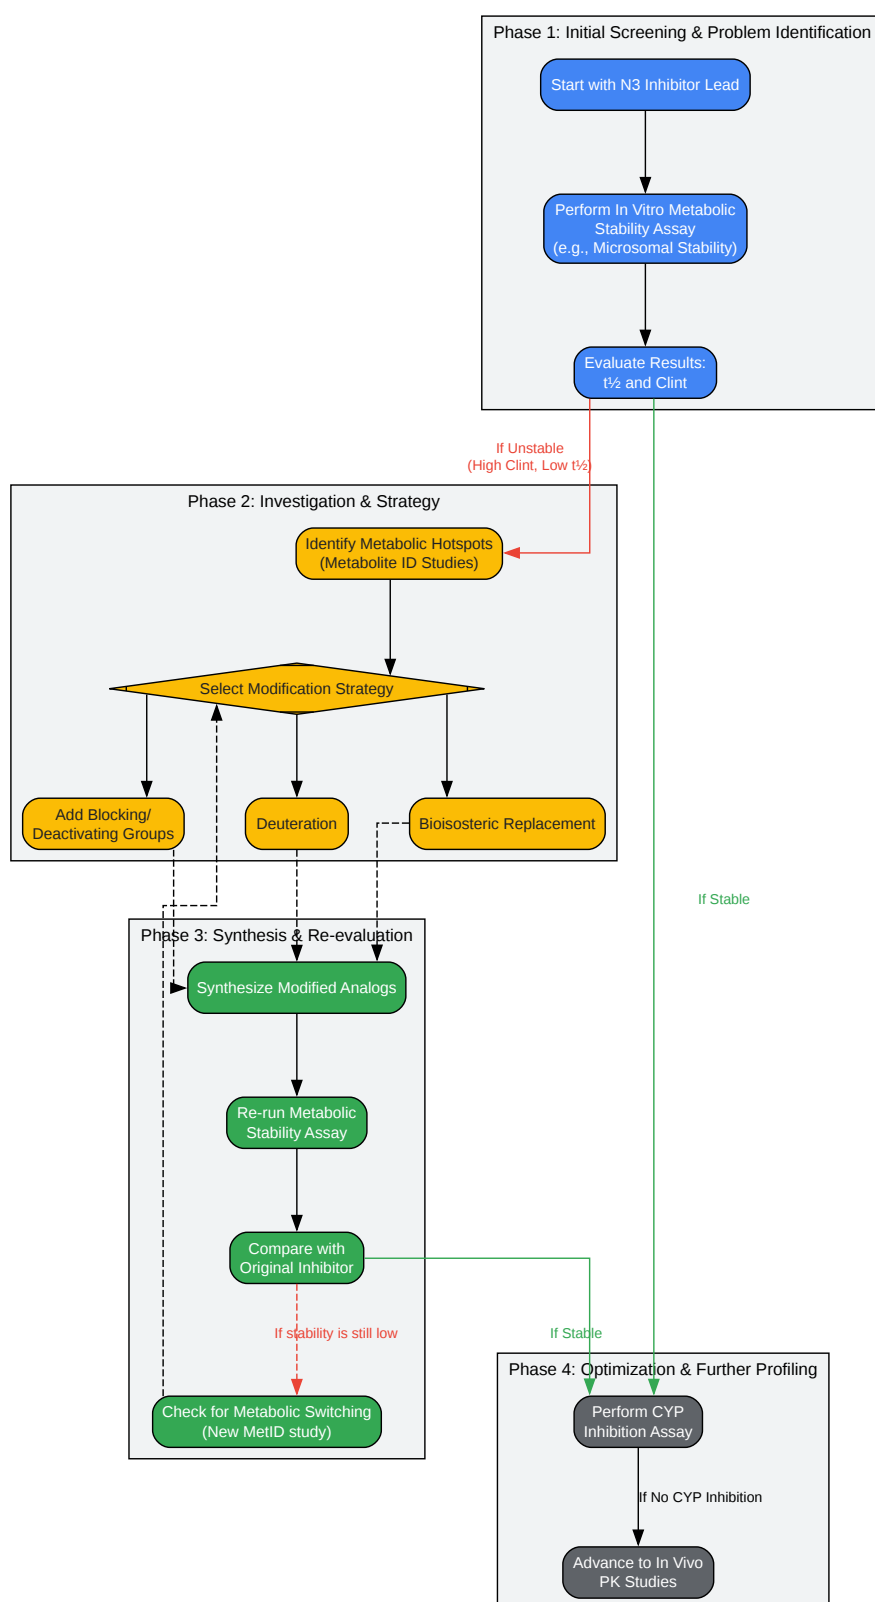 Phase 1: Initial Screening & Problem Identification
Start with N3 Inhibitor Lead
Perform In Vitro Metabolic
Stability Assay
(e.g., Microsomal Stability)
Evaluate Results:
t½ and Clint
If Unstable
(High Clint, Low t½)
Phase 2: Investigation & Strategy
Identify Metabolic Hotspots
(Metabolite ID Studies)
Select Modification Strategy
Add Blocking/
Deactivating Groups
Deuteration
Bioisosteric Replacement
If Stable
Phase 3: Synthesis & Re-evaluation
Synthesize Modified Analogs
Re-run Metabolic
Stability Assay
Compare with
Original Inhibitor
If stability is still low
If Stable
Check for Metabolic Switching
(New MetID study)
Phase 4: Optimization & Further Profiling
Perform CYP
Inhibition Assay
If No CYP Inhibition
Advance to In Vivo
PK Studies